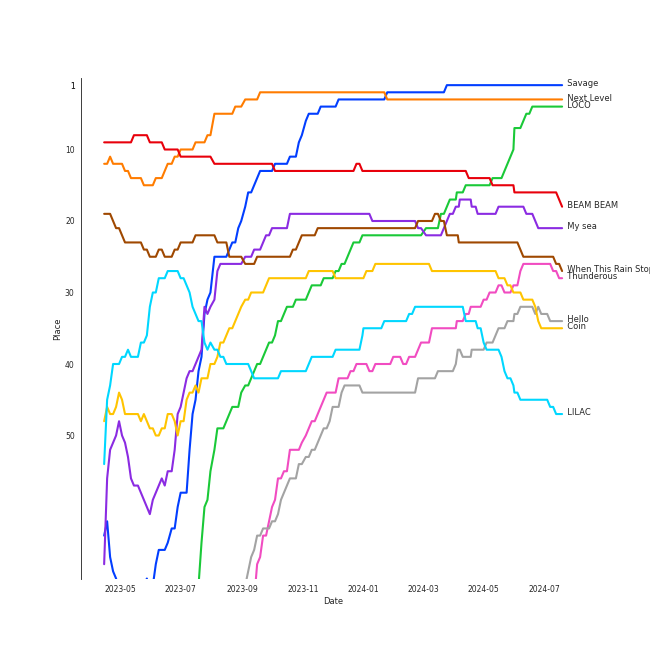 1
10
20
30
40
50
Place
2023-05
2023-07
2023-09
2023-11
2024-01
2024-03
2024-05
2024-07
Date
Savage
Next Level
LOCO
BEAM BEAM
My sea
When This Rain Stop
Thunderous
Hello
Coin
LILAC